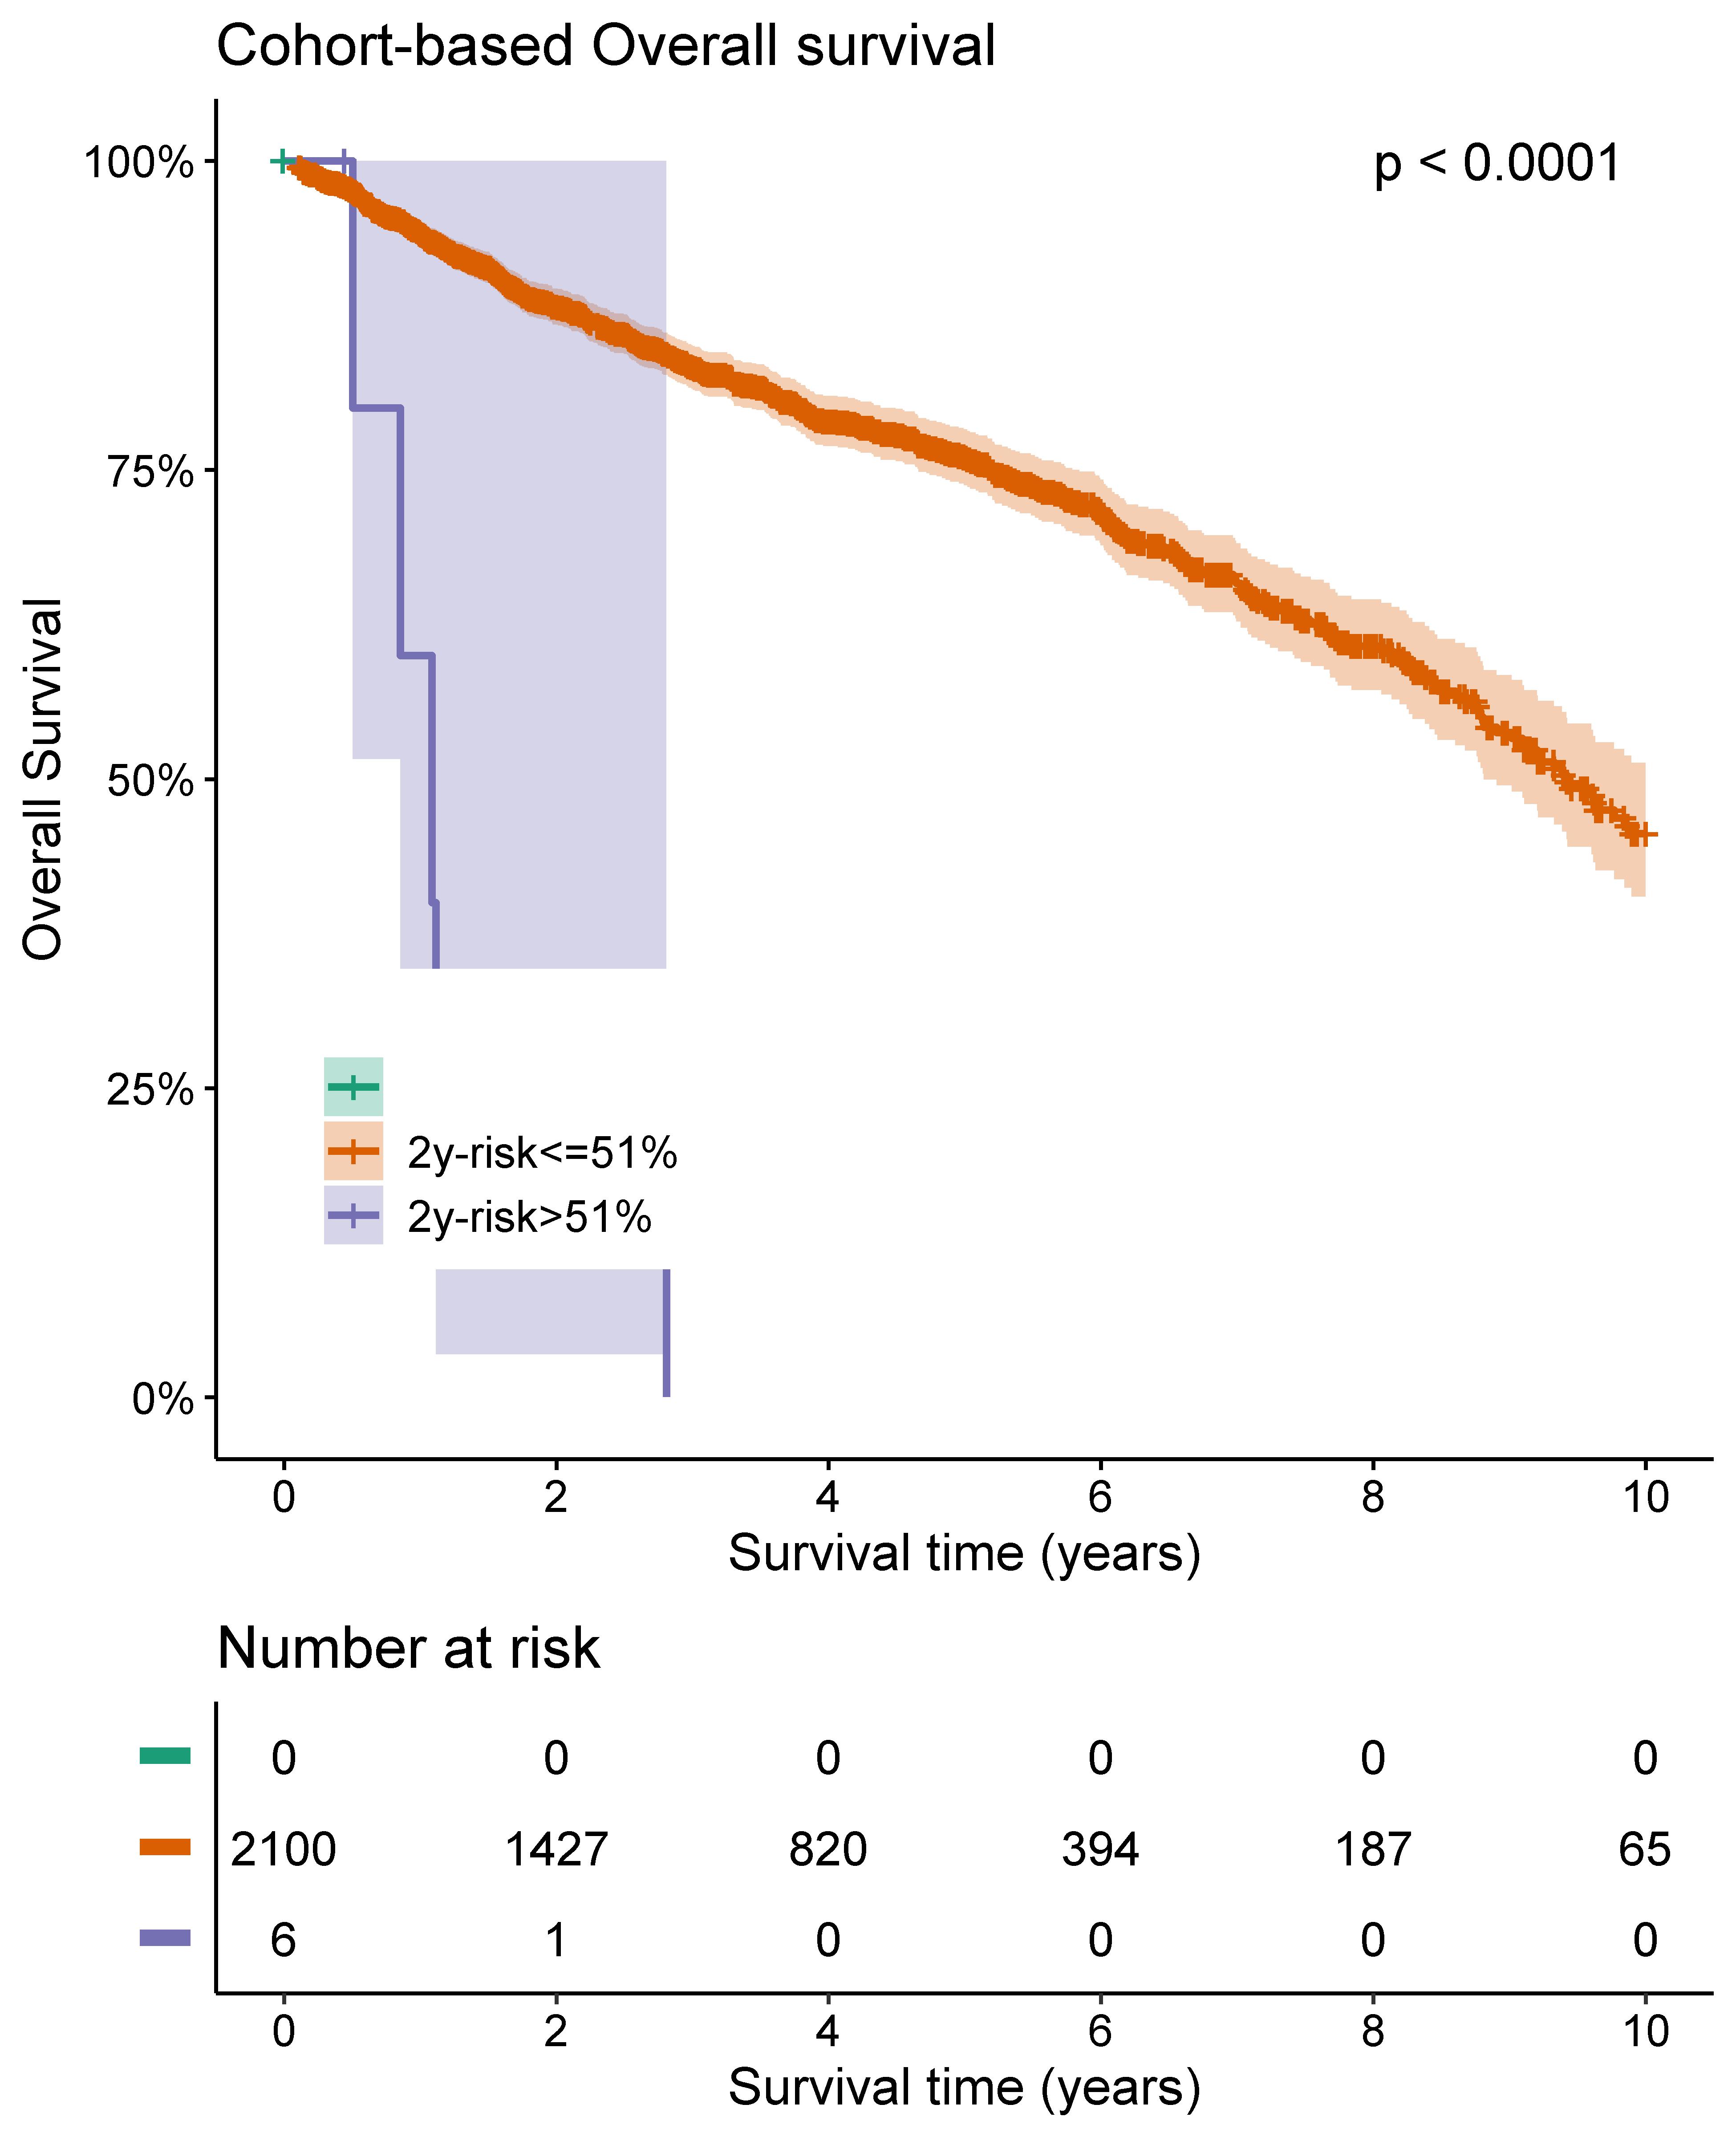 Cohort-based Overall survival
p < 0.0001
100%
75%
50%
25%
0%
Overall Survival
2y-risk<=51%
2y-risk>51%
0 2 4 6 8 10
Survival time (years)
Number at risk
0 0 0 0 0 0
2100 1427 820 394 187 65
6 1 0 0 0 0
0 2 4 6 8 10
Survival time (years)